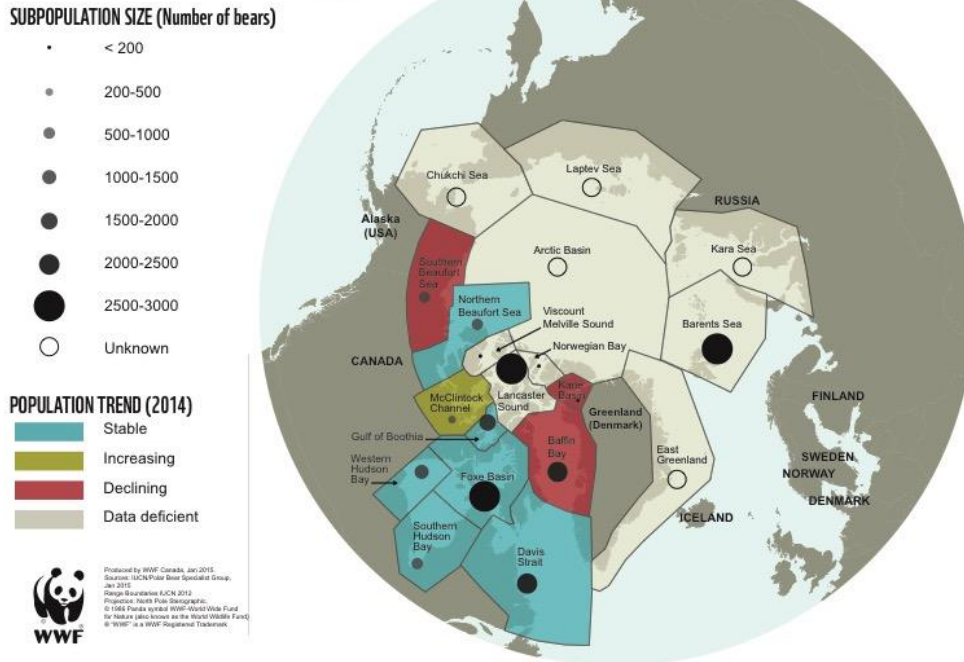 SUBPOPULATION SIZE (Number of bears)
< 200
200-500
500-1000
1000-1500
1500-2000
2000-2500
2500-3000
Unknown
POPULATION TREND (2014)
Stable
Increasing
Declining
Data deficient
WWF
Produced by WWF Canada, Jan 2015.
Sources: IUCN/Polar Bear Specialist Group,
Jan 2015
Range Boundaries IUCN 2012
Projection: North Pole Sterographic.
© 1986 Panda symbol WWF-World Wide Fund
for Nature (also known as the World Wildlife Fund)
® "WWF" is a WWF Registered Trademark
Chukchi Sea
Laptev Sea
RUSSIA
Alaska
(USA)
Kara Sea
Arctic Basin
Southern
Beaufort
Sea
Northern
Beaufort Sea
Viscount
Melville Sound
Barents Sea
Norwegian Bay
CANADA
Kane
Basin
McClintock
Channel
Lancaster
Sound
Greenland
(Denmark)
FINLAND
Gulf of Boothia
Baffin
Bay
East
Greenland
SWEDEN
Western
Hudson
Bay
Foxe Basin
NORWAY
DENMARK
ICELAND
Southern
Hudson
Bay
Davis
Strait